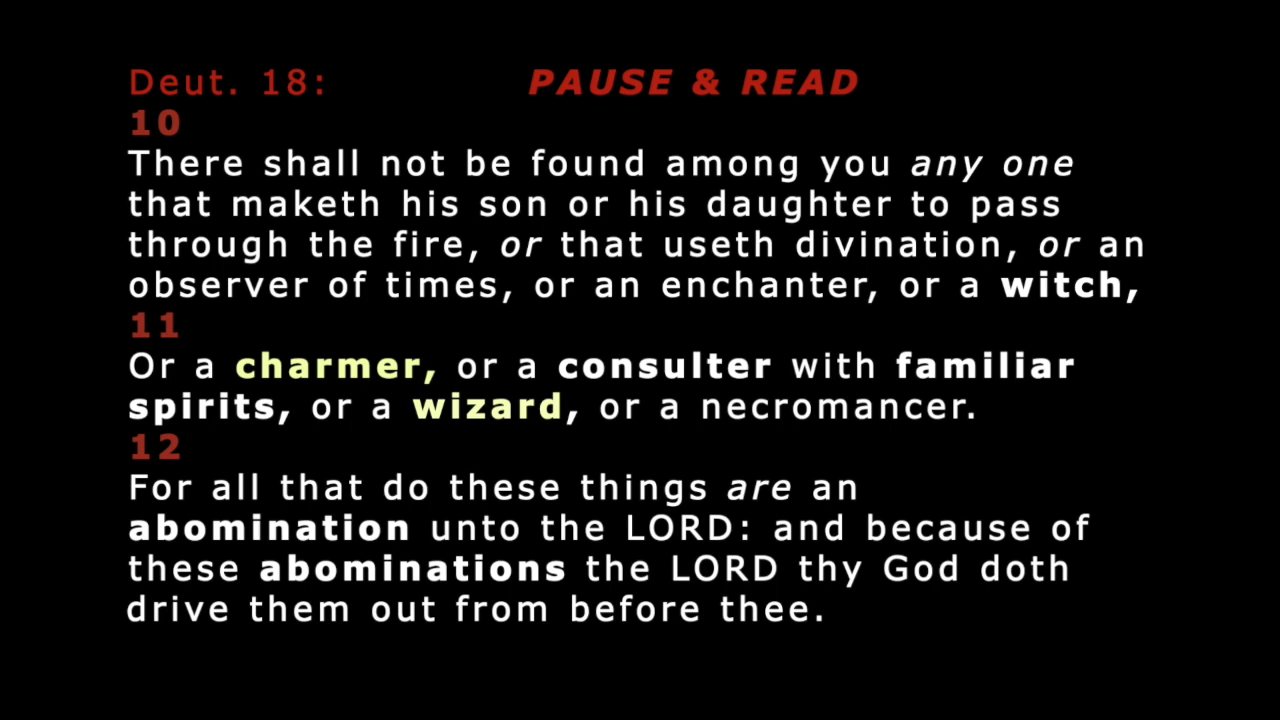 Deut. 18: PAUSE & READ
10
There shall not be found among you any one
that maketh his son or his daughter to pass
through the fire, or that useth divination, or an
observer of times, or an enchanter, or a witch,
11
Or a charmer, or a consulter with familiar
spirits, or a wizard, or a necromancer.
12
For all that do these things are an
abomination unto the LORD: and because of
these abominations the LORD thy God doth
drive them out from before thee.